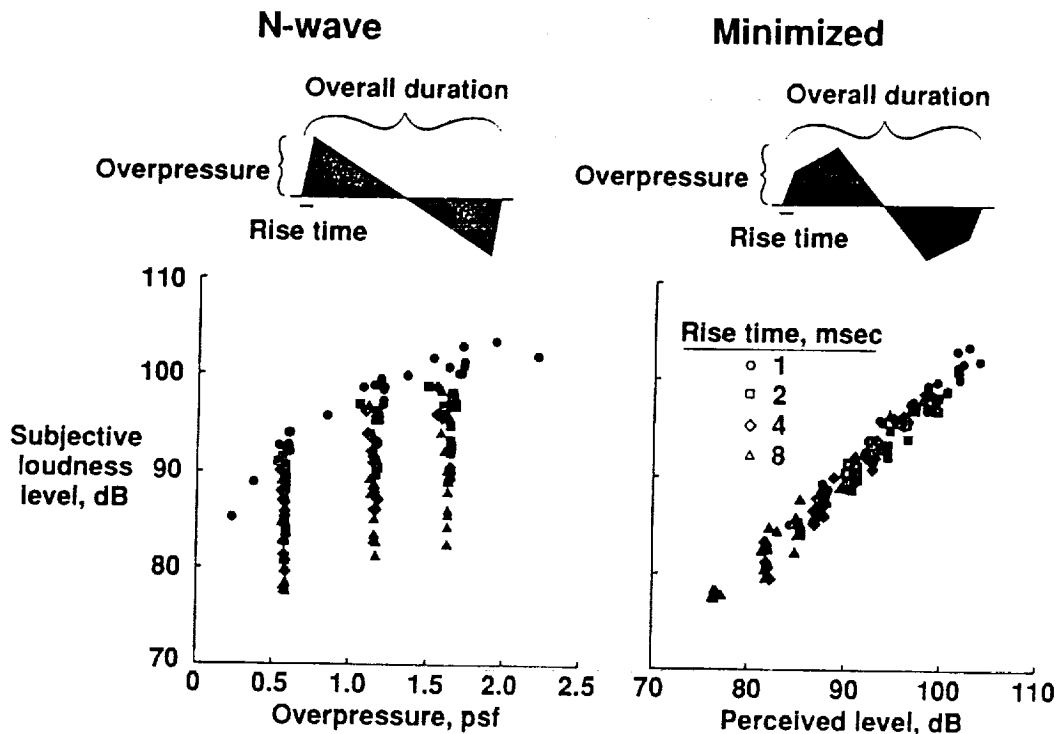 N-wave
Overall duration
Overpressure
Rise time
Minimized
Overall duration
Overpressure
Rise time
110
100
90
80
70
Subjective
loudness
level, dB
0
0.5
1.0
1.5
2.0
2.5
Overpressure, psf
Rise time, msec
1
2
4
8
70
80
90
100
110
Perceived level, dB